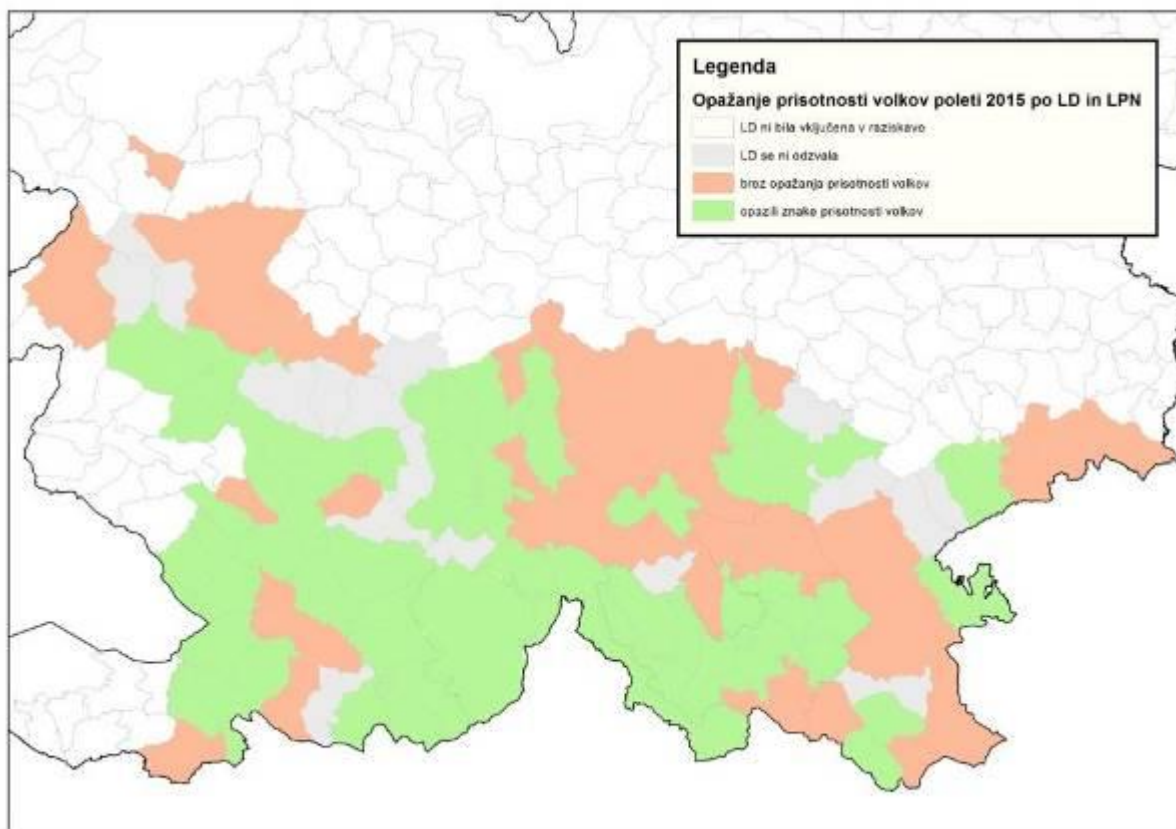 Legenda
Opažanje prisotnosti volkov poleti 2015 po LD in LPN
LD ni bila vključena v raziskavo
LD se ni odzvala
broz opažanja prisotnosti volkov
opazili znake prisotnosti volkov